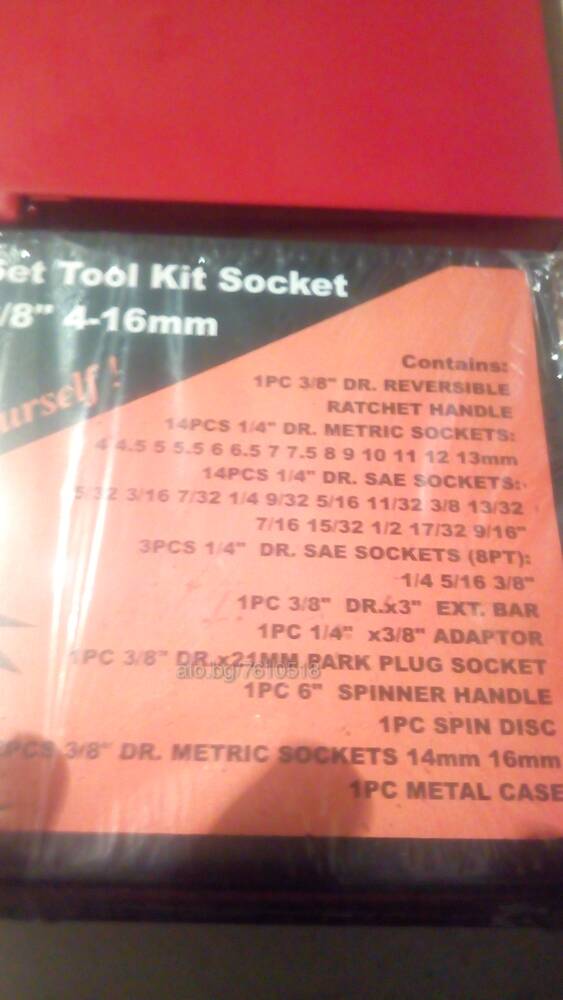 Set Tool Kit Socket
/8" 4-16mm
urself !
Contains:
1PC 3/8" DR. REVERSIBLE
RATCHET HANDLE
14PCS 1/4" DR. METRIC SOCKETS:
4 4.5 5 5.5 6 6.5 7 7.5 8 9 10 11 12 13mm
14PCS 1/4" DR. SAE SOCKETS:
5/32 3/16 7/32 1/4 9/32 5/16 11/32 3/8 13/32
7/16 15/32 1/2 17/32 9/16"
3PCS 1/4" DR. SAE SOCKETS (8PT):
1/4 5/16 3/8"
1PC 3/8" DR.x3" EXT. BAR
1PC 1/4" x3/8" ADAPTOR
1PC 3/8" DR.x21MM PARK PLUG SOCKET
alo.bg/7610518
1PC 6" SPINNER HANDLE
1PC SPIN DISC
2PCS 3/8" DR. METRIC SOCKETS 14mm 16mm
1PC METAL CASE